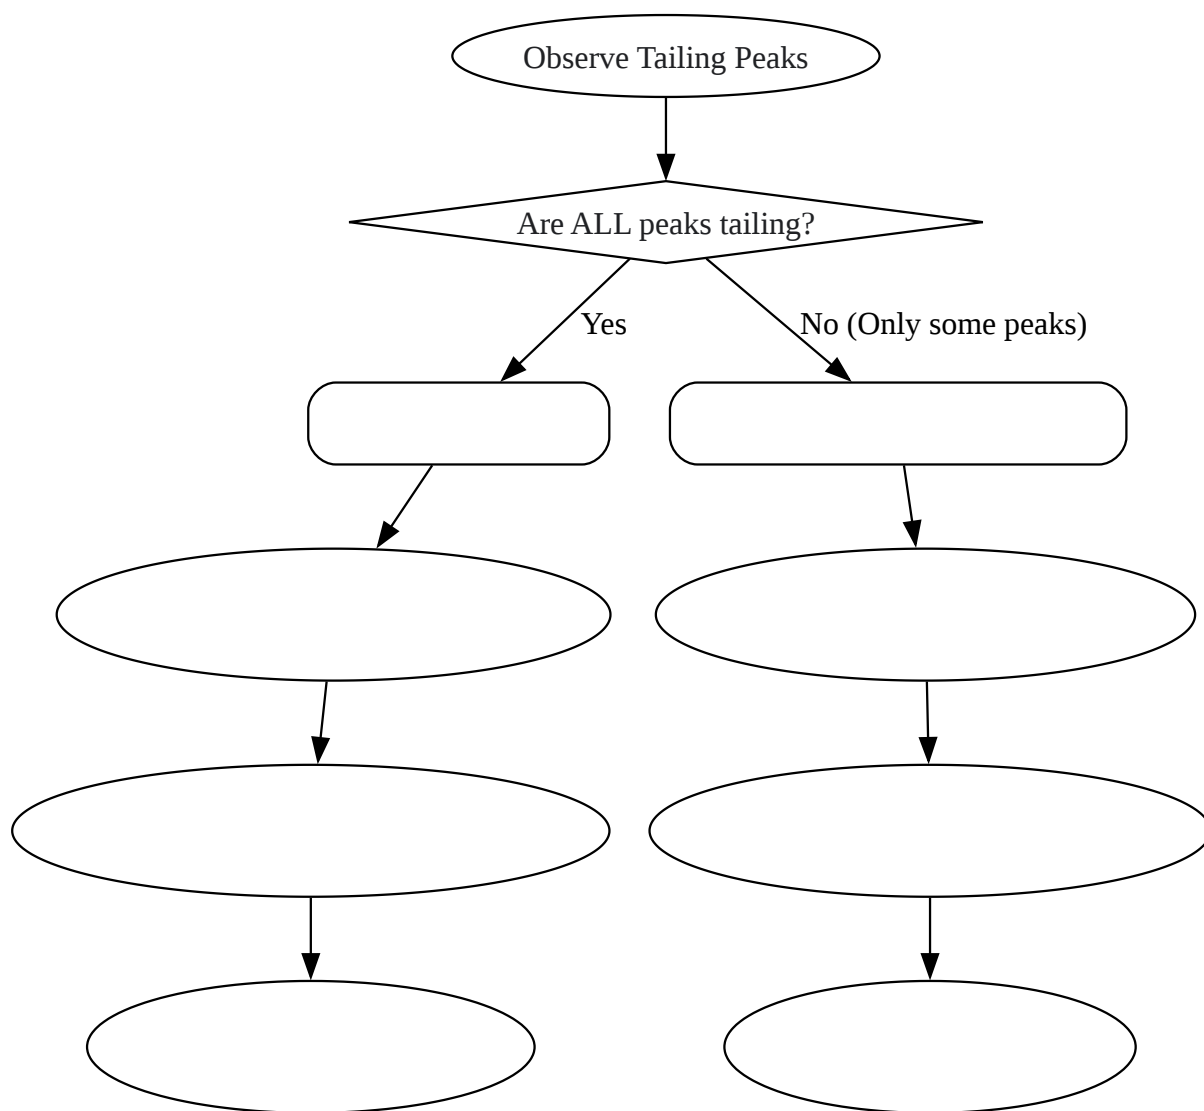 Observe Tailing Peaks
Are ALL peaks tailing?
Yes
No (Only some peaks)